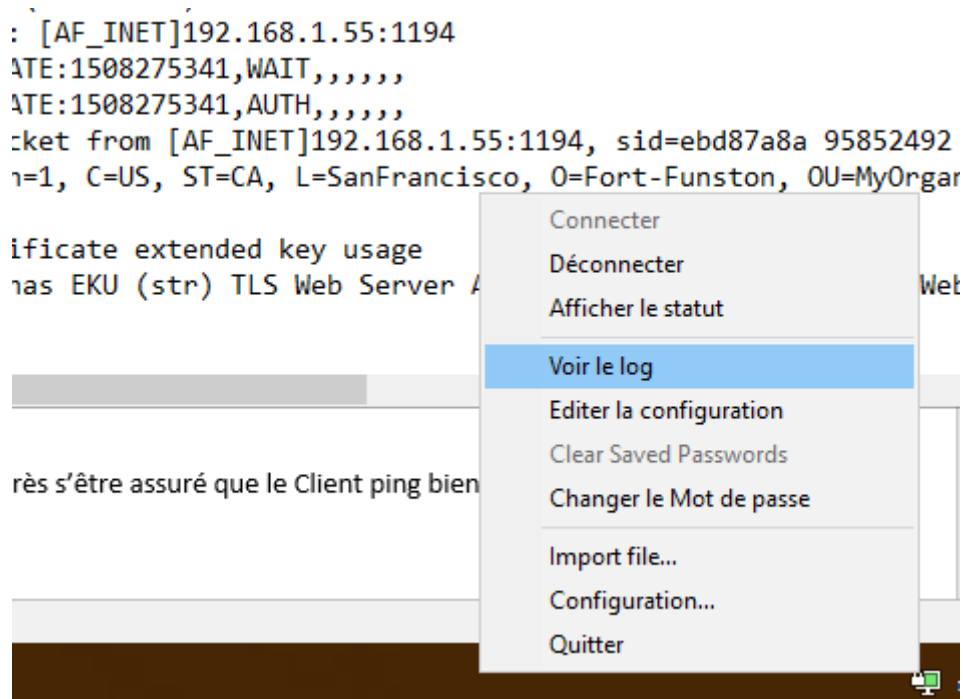 : [AF_INET]192.168.1.55:1194
ATE:1508275341,WAIT,,,,,,
ATE:1508275341,AUTH,,,,,,
cket from [AF_INET]192.168.1.55:1194, sid=ebd87a8a 95852492
n=1, C=US, ST=CA, L=SanFrancisco, O=Fort-Funston, OU=MyOrgan
ificate extended key usage
has EKU (str) TLS Web Server A
Web
Connecter
Déconnecter
Afficher le statut
Voir le log
Editer la configuration
Clear Saved Passwords
Changer le Mot de passe
Import file...
Configuration...
Quitter
rès s'être assuré que le Client ping bien